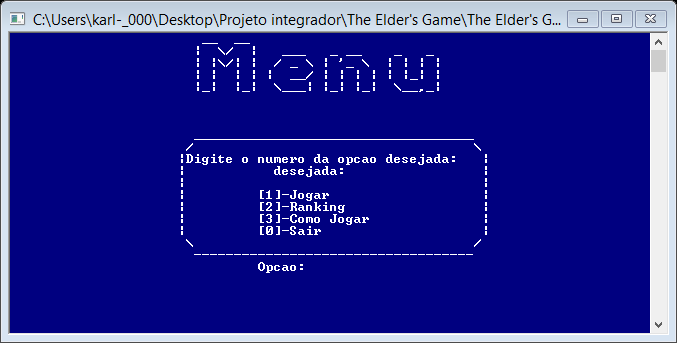 C:\Users\karl-_000\Desktop\Projeto integrador\The Elder's Game\The Elder's G...
Menu
Digite o numero da opcao desejada:
desejada:
[1]-Jogar
[2]-Ranking
[3]-Como Jogar
[0]-Sair
Opcao: